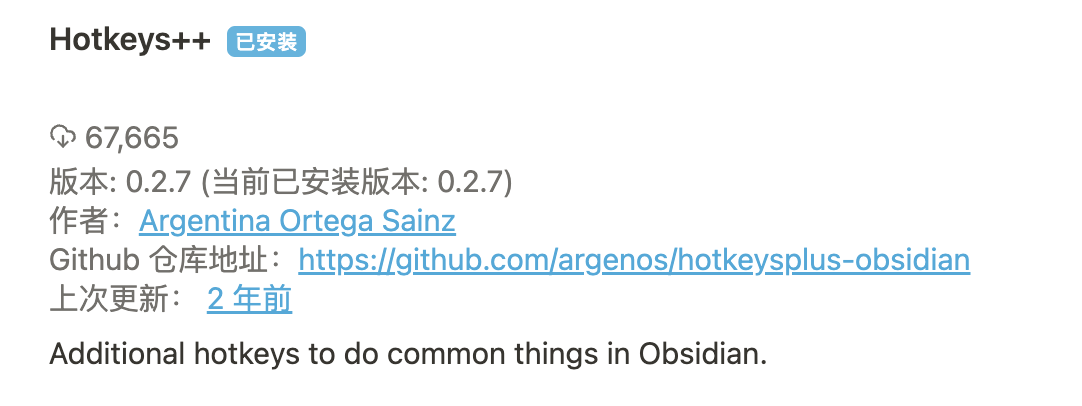 Hotkeys++ 已安装
67,665
版本: 0.2.7 (当前已安装版本: 0.2.7)
作者：Argentina Ortega Sainz
Github 仓库地址：https://github.com/argenos/hotkeysplus-obsidian
上次更新： 2 年前
Additional hotkeys to do common things in Obsidian.